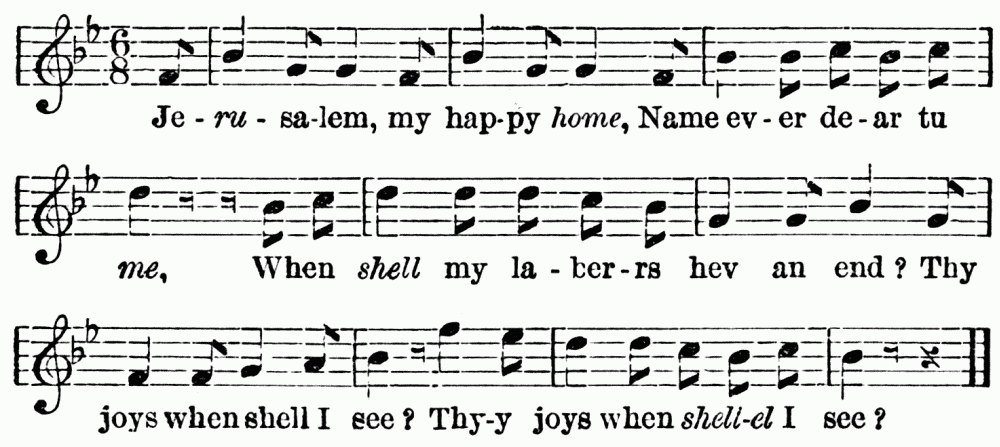 6
8
Je - ru - sa-lem, my hap-py home, Name ev - er de - ar tu
me, When shell my la - ber - rs hev an end ? Thy
joys when shell I see ? Thy-y joys when shell-el I see ?